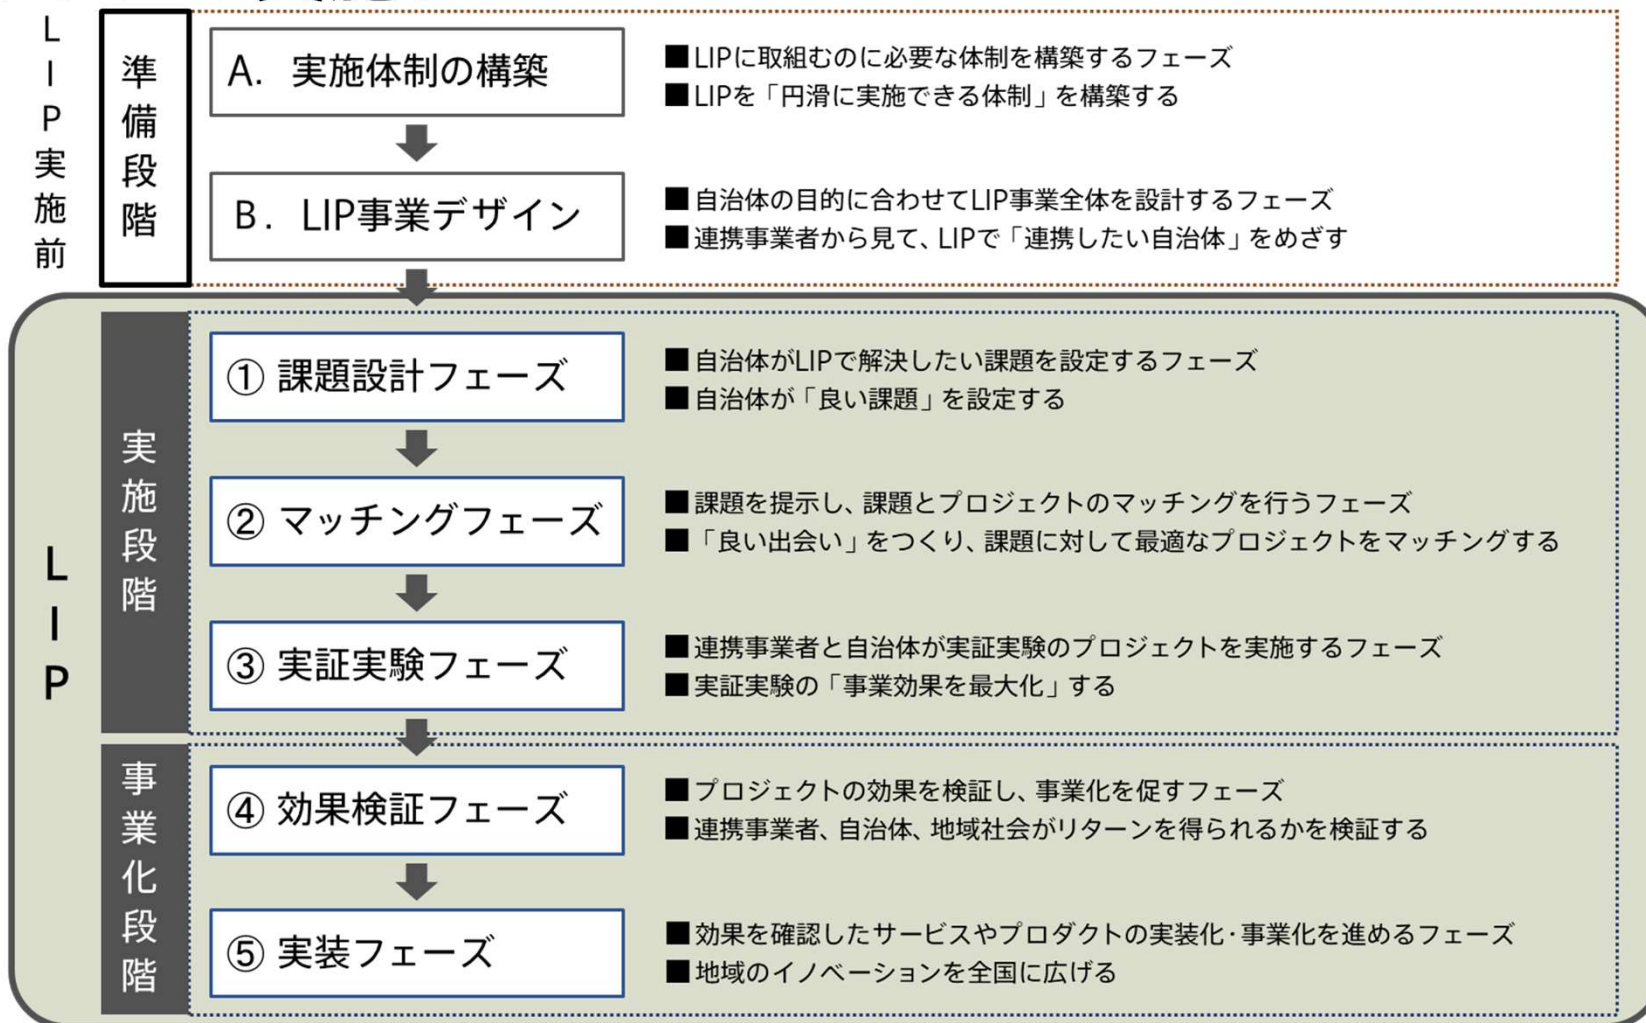 LIP実施前
準備段階
A. 実施体制の構築
■LIPに取組むのに必要な体制を構築するフェーズ
■LIPを「円滑に実施できる体制」を構築する
B. LIP事業デザイン
■自治体の目的に合わせてLIP事業全体を設計するフェーズ
■連携事業者から見て、LIPで「連携したい自治体」をめざす
LIP
実施段階
① 課題設計フェーズ
■自治体がLIPで解決したい課題を設定するフェーズ
■自治体が「良い課題」を設定する
② マッチングフェーズ
■課題を提示し、課題とプロジェクトのマッチングを行うフェーズ
■「良い出会い」をつくり、課題に対して最適なプロジェクトをマッチングする
③ 実証実験フェーズ
■連携事業者と自治体が実証実験のプロジェクトを実施するフェーズ
■実証実験の「事業効果を最大化」する
事業化段階
④ 効果検証フェーズ
■プロジェクトの効果を検証し、事業化を促すフェーズ
■連携事業者、自治体、地域社会がリターンを得られるかを検証する
⑤ 実装フェーズ
■効果を確認したサービスやプロダクトの実装化･事業化を進めるフェーズ
■地域のイノベーションを全国に広げる